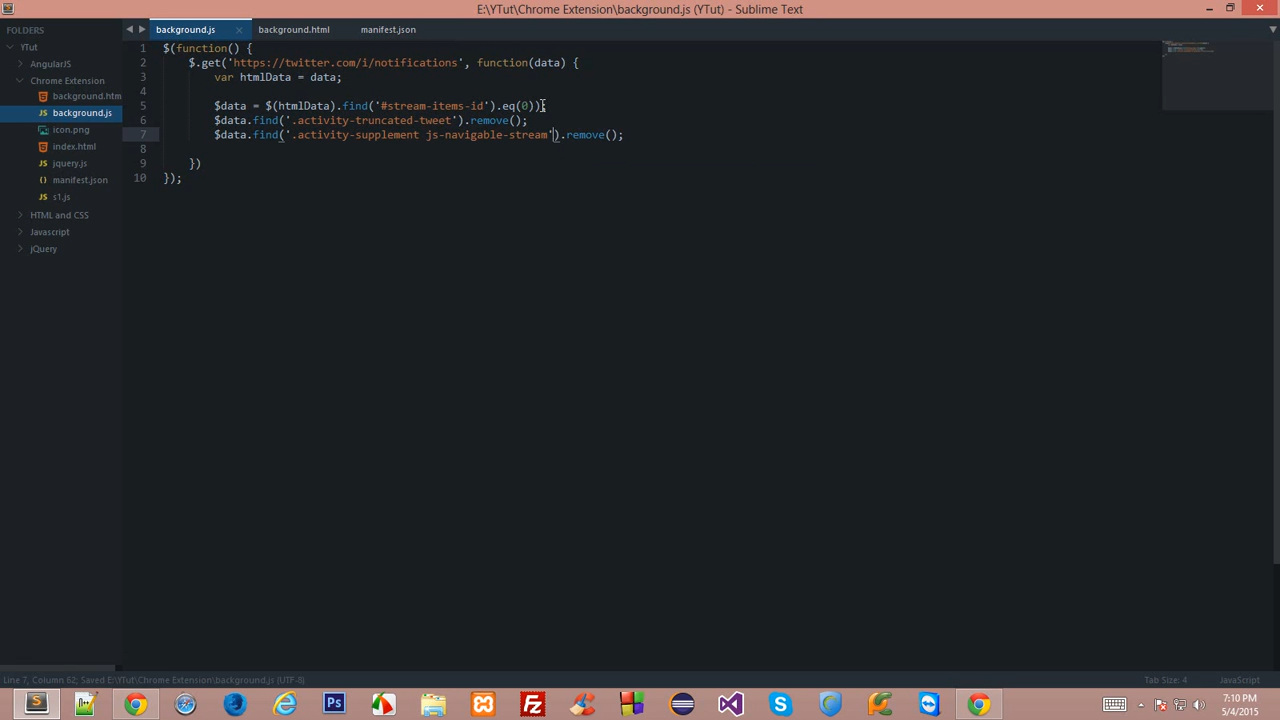 E:\YTut\Chrome Extension\background.js (YTut) - Sublime Text
FOLDERS
YTut
AngularJS
Chrome Extension
background.htm
background.js
icon.png
index.html
jquery.js
manifest.json
s1.js
HTML and CSS
Javascript
jQuery
background.js × background.html manifest.json
1 $(function() {
2 $.get('https://twitter.com/i/notifications', function(data) {
3 var htmlData = data;
4
5 $data = $(htmlData).find('#stream-items-id').eq(0);
6 $data.find('.activity-truncated-tweet').remove();
7 $data.find('.activity-supplement js-navigable-stream').remove();
8
9 })
10 });
Line 7, Column 62; Saved E:\YTut\Chrome Extension\background.js (UTF-8)
Tab Size: 4
JavaScript
7:10 PM
5/4/2015